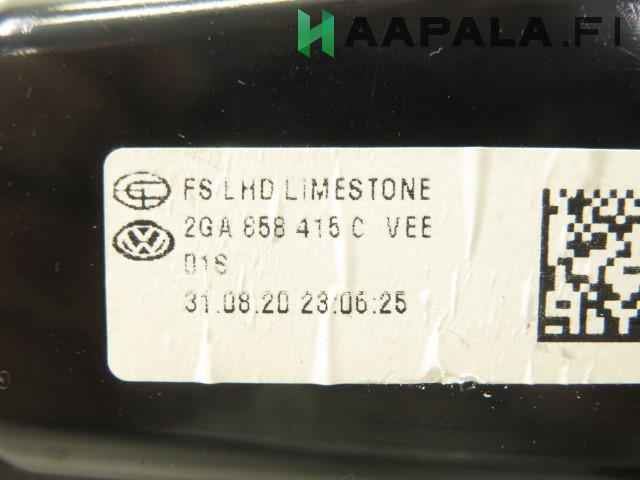 HAAPALA.FI
FS LHD LIMESTONE
2GA 858 415 C VEE
01S
31.08.20 23:06:25